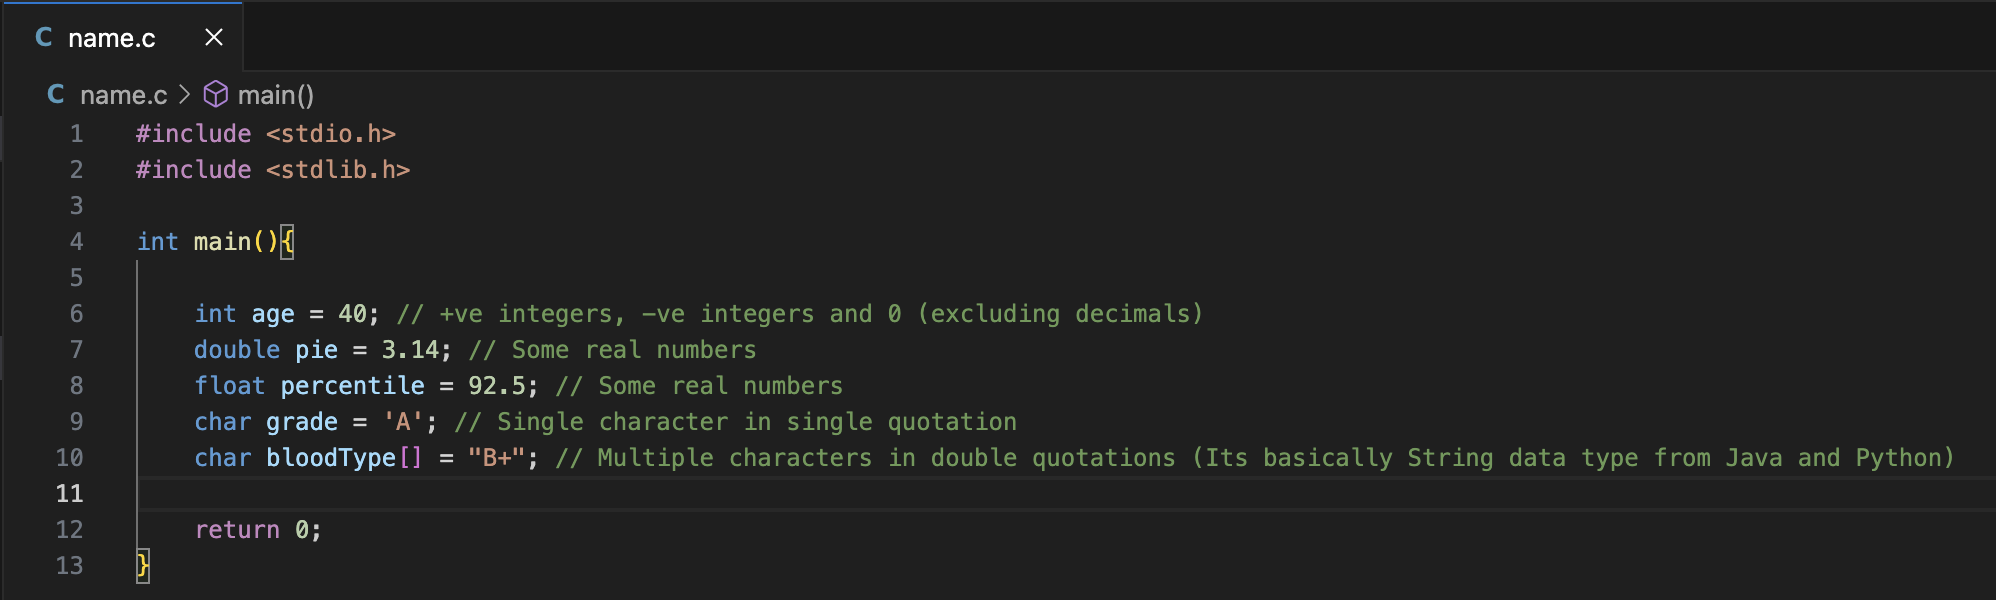 C name.c ×
C name.c > main()
1 #include <stdio.h>
2 #include <stdlib.h>
3
4 int main(){
5
6 int age = 40; // +ve integers, -ve integers and 0 (excluding decimals)
7 double pie = 3.14; // Some real numbers
8 float percentile = 92.5; // Some real numbers
9 char grade = 'A'; // Single character in single quotation
10 char bloodType[] = "B+"; // Multiple characters in double quotations (Its basically String data type from Java and Python)
11
12 return 0;
13 }